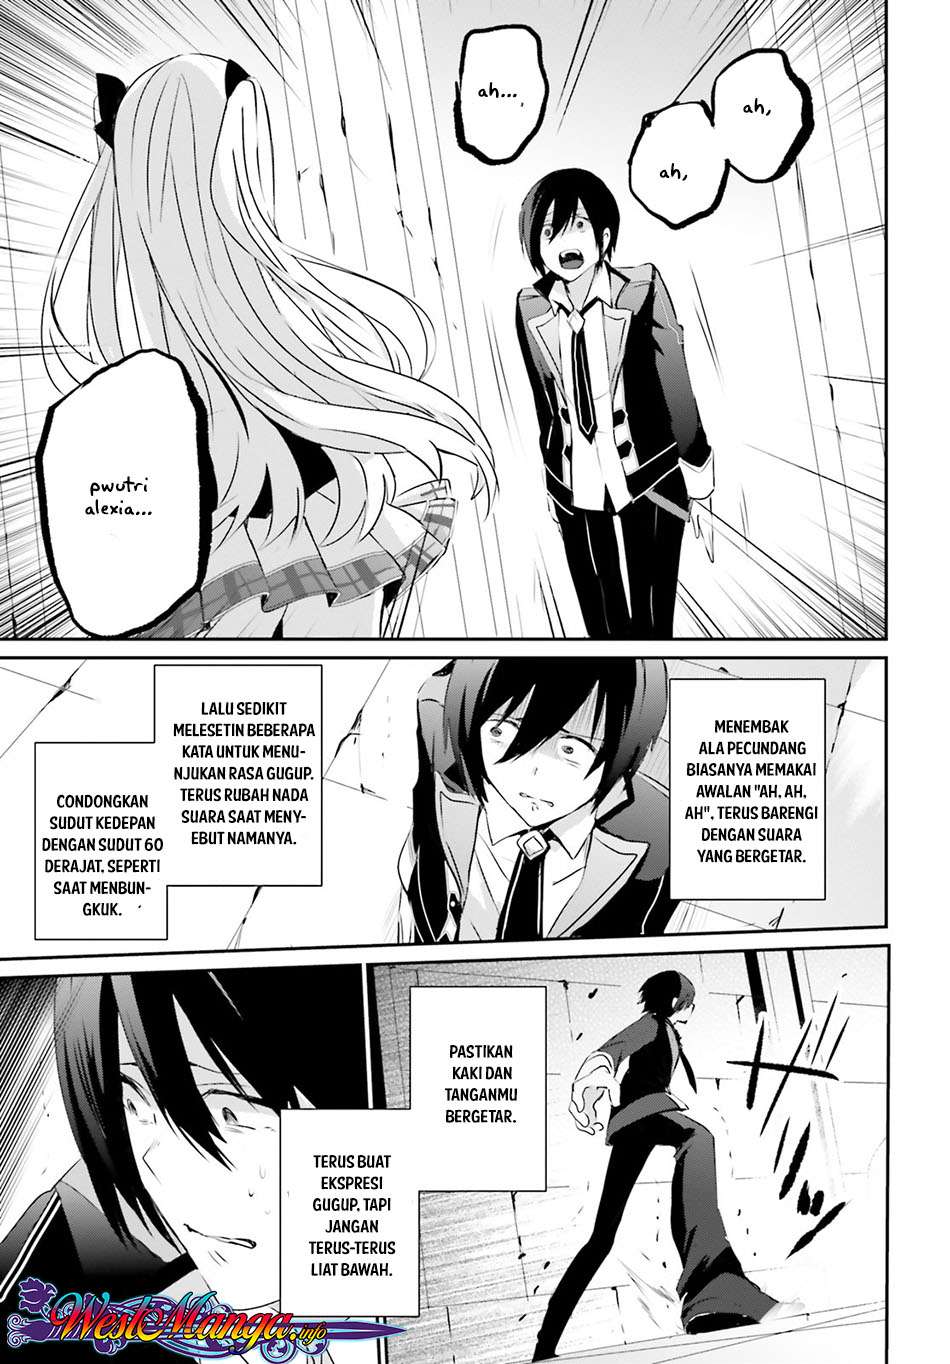 ah,
ah,
ah...
pwutri
alexia...
MENEMBAK
ALA PECUNDANG
BIASANYA MEMAKAI
AWALAN "AH, AH,
AH", TERUS BARENGI
DENGAN SUARA
YANG BERGETAR.
LALU SEDIKIT
MELESETIN BEBERAPA
KATA UNTUK MENU-
NJUKAN RASA GUGUP.
TERUS RUBAH NADA
SUARA SAAT MENY-
EBUT NAMANYA.
CONDONGKAN
SUDUT KEDEPAN
DENGAN SUDUT 60
DERAJAT, SEPERTI
SAAT MENBUN-
GKUK.
PASTIKAN
KAKI DAN
TANGANMU
BERGETAR.
TERUS BUAT
EKSPRESI
GUGUP, TAPI
JANGAN
TERUS-TERUS
LIAT BAWAH.
WestManga.info